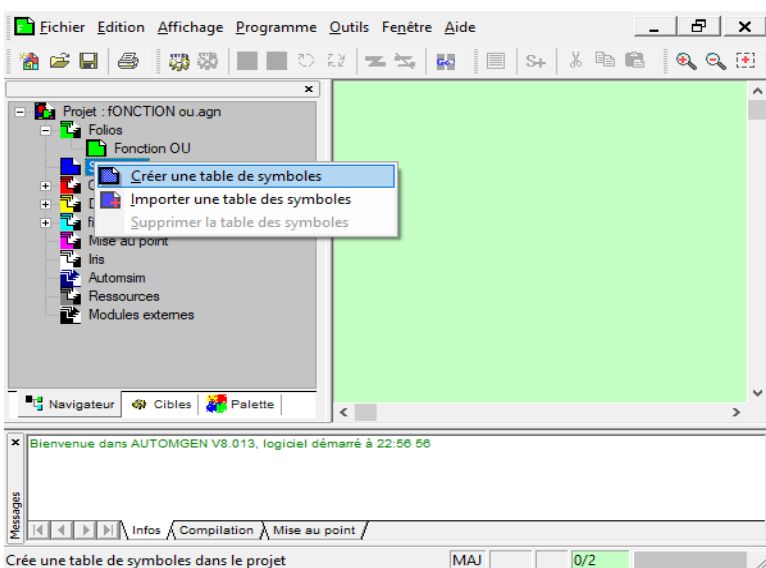 Fichier Edition Affichage Programme Outils Fenêtre Aide
GO
S+
Projet : fONCTION ou.agn
Folios
Fonction OU
S
Créer une table de symboles
C
Importer une table des symboles
fi
Supprimer la table des symboles
Mise au point
Iris
Automsim
Ressources
Modules externes
Navigateur Cibles Palette
Bienvenue dans AUTOMGEN V8.013, logiciel démarré à 22:56 56
Messages
Infos Compilation Mise au point
Crée une table de symboles dans le projet MAJ 0/2